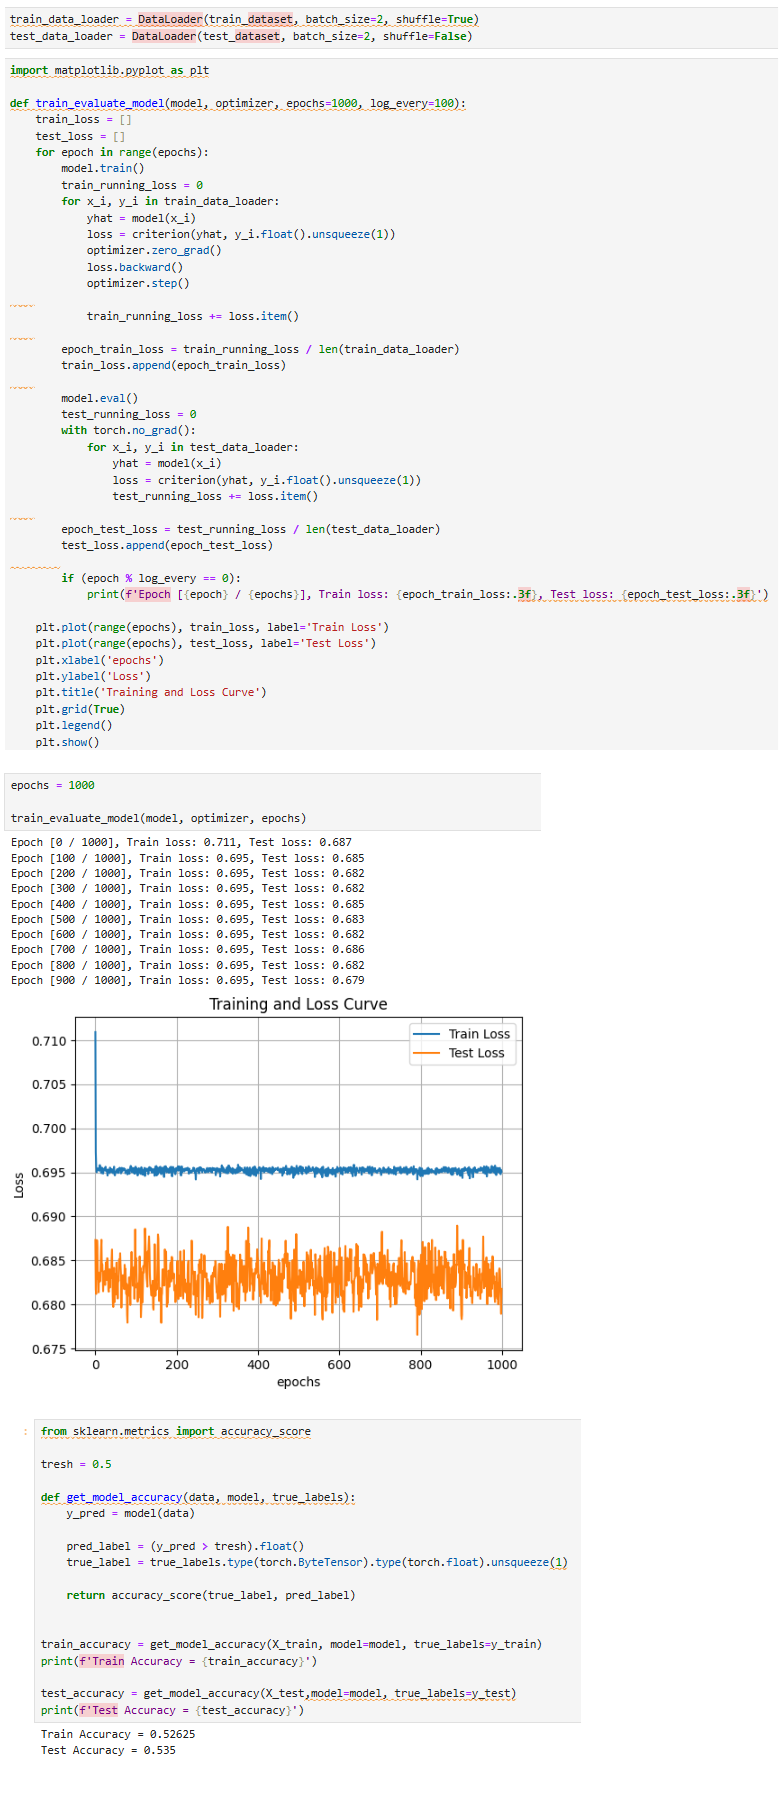 train_data_loader = DataLoader(train_dataset, batch_size=2, shuffle=True)
test_data_loader = DataLoader(test_dataset, batch_size=2, shuffle=False)
import matplotlib.pyplot as plt
def train_evaluate_model(model, optimizer, epochs=1000, log_every=100):
    train_loss = []
    test_loss = []
    for epoch in range(epochs):
        model.train()
        train_running_loss = 0
        for x_i, y_i in train_data_loader:
            yhat = model(x_i)
            loss = criterion(yhat, y_i.float().unsqueeze(1))
            optimizer.zero_grad()
            loss.backward()
            optimizer.step()
            train_running_loss += loss.item()
        epoch_train_loss = train_running_loss / len(train_data_loader)
        train_loss.append(epoch_train_loss)
        model.eval()
        test_running_loss = 0
        with torch.no_grad():
            for x_i, y_i in test_data_loader:
                yhat = model(x_i)
                loss = criterion(yhat, y_i.float().unsqueeze(1))
                test_running_loss += loss.item()
        epoch_test_loss = test_running_loss / len(test_data_loader)
        test_loss.append(epoch_test_loss)
        if (epoch % log_every == 0):
            print(f'Epoch [{epoch} / {epochs}], Train loss: {epoch_train_loss:.3f}, Test loss: {epoch_test_loss:.3f}')
    plt.plot(range(epochs), train_loss, label='Train Loss')
    plt.plot(range(epochs), test_loss, label='Test Loss')
    plt.xlabel('epochs')
    plt.ylabel('Loss')
    plt.title('Training and Loss Curve')
    plt.grid(True)
    plt.legend()
    plt.show()
epochs = 1000
train_evaluate_model(model, optimizer, epochs)
Epoch [0 / 1000], Train loss: 0.711, Test loss: 0.687
Epoch [100 / 1000], Train loss: 0.695, Test loss: 0.685
Epoch [200 / 1000], Train loss: 0.695, Test loss: 0.682
Epoch [300 / 1000], Train loss: 0.695, Test loss: 0.682
Epoch [400 / 1000], Train loss: 0.695, Test loss: 0.685
Epoch [500 / 1000], Train loss: 0.695, Test loss: 0.683
Epoch [600 / 1000], Train loss: 0.695, Test loss: 0.682
Epoch [700 / 1000], Train loss: 0.695, Test loss: 0.686
Epoch [800 / 1000], Train loss: 0.695, Test loss: 0.682
Epoch [900 / 1000], Train loss: 0.695, Test loss: 0.679
Training and Loss Curve
Train Loss
Test Loss
0.710
0.705
0.700
0.695
0.690
0.685
0.680
0.675
Loss
0 200 400 600 800 1000
epochs
:
from sklearn.metrics import accuracy_score
tresh = 0.5
def get_model_accuracy(data, model, true_labels):
    y_pred = model(data)
    pred_label = (y_pred > tresh).float()
    true_label = true_labels.type(torch.ByteTensor).type(torch.float).unsqueeze(1)
    return accuracy_score(true_label, pred_label)
train_accuracy = get_model_accuracy(X_train, model=model, true_labels=y_train)
print(f'Train Accuracy = {train_accuracy}')
test_accuracy = get_model_accuracy(X_test,model=model, true_labels=y_test)
print(f'Test Accuracy = {test_accuracy}')
Train Accuracy = 0.52625
Test Accuracy = 0.535